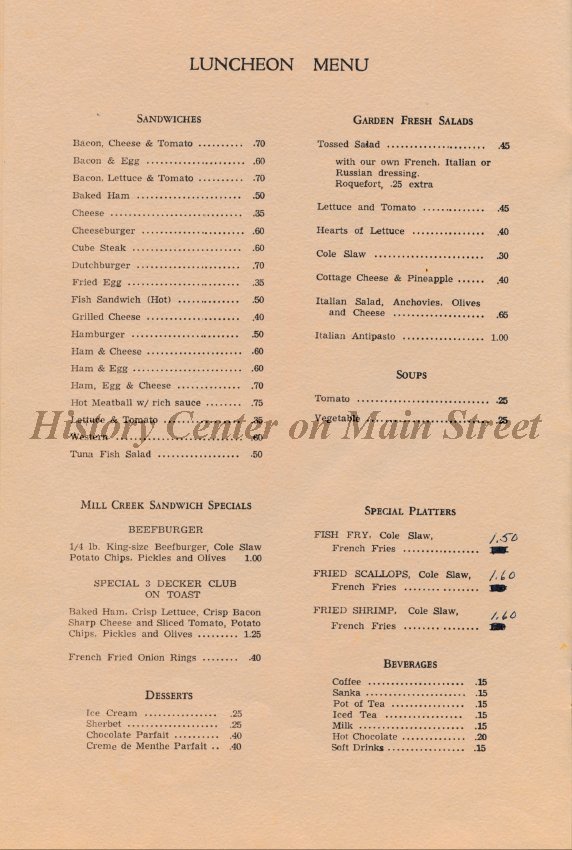 LUNCHEON MENU
SANDWICHES
Bacon, Cheese & Tomato .......... .70
Bacon & Egg .................... .60
Bacon, Lettuce & Tomato .......... .70
Baked Ham ...................... .50
Cheese ........................... .35
Cheeseburger .................... .60
Cube Steak ...................... .60
Dutchburger ..................... .70
Fried Egg ........................ .35
Fish Sandwich (Hot) ............. .50
Grilled Cheese ................... .40
Hamburger ...................... .50
Ham & Cheese ................... .60
Ham & Egg ...................... .60
Ham, Egg & Cheese .............. .70
Hot Meatball w/ rich sauce ....... .75
Lettuce & Tomato ................ .35
Western .......................... .60
Tuna Fish Salad .................. .50
MILL CREEK SANDWICH SPECIALS
BEEFBURGER
1/4 lb. King-size Beefburger, Cole Slaw
Potato Chips, Pickles and Olives 1.00
SPECIAL 3 DECKER CLUB
ON TOAST
Baked Ham, Crisp Lettuce, Crisp Bacon
Sharp Cheese and Sliced Tomato, Potato
Chips, Pickles and Olives ......... 1.25
French Fried Onion Rings ........ .40
DESSERTS
Ice Cream ................ .25
Sherbet ................... .25
Chocolate Parfait .......... .40
Creme de Menthe Parfait .. .40
GARDEN FRESH SALADS
Tossed Salad ...................... .45
with our own French, Italian or
Russian dressing.
Roquefort, .25 extra
Lettuce and Tomato .............. .45
Hearts of Lettuce ................ .40
Cole Slaw ......................... .30
Cottage Cheese & Pineapple ...... .40
Italian Salad, Anchovies, Olives
and Cheese ...................... .65
Italian Antipasto .................. 1.00
SOUPS
Tomato ........................... .25
Vegetable ........................ .25
SPECIAL PLATTERS
FISH FRY, Cole Slaw, 1.50
French Fries .................
FRIED SCALLOPS, Cole Slaw, 1.60
French Fries .................
FRIED SHRIMP, Cole Slaw, 1.60
French Fries .................
BEVERAGES
Coffee ........................... .15
Sanka ............................ .15
Pot of Tea ....................... .15
Iced Tea ......................... .15
Milk .............................. .15
Hot Chocolate .................... .20
Soft Drinks ....................... .15
History Center on Main Street